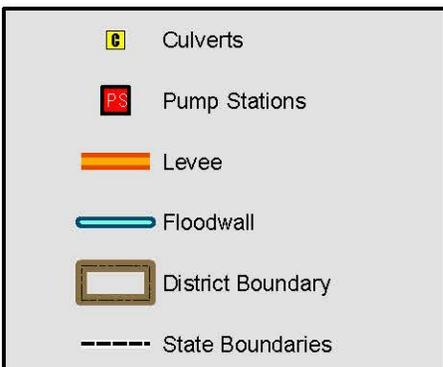 C Culverts
PS Pump Stations
Levee
Floodwall
District Boundary
State Boundaries